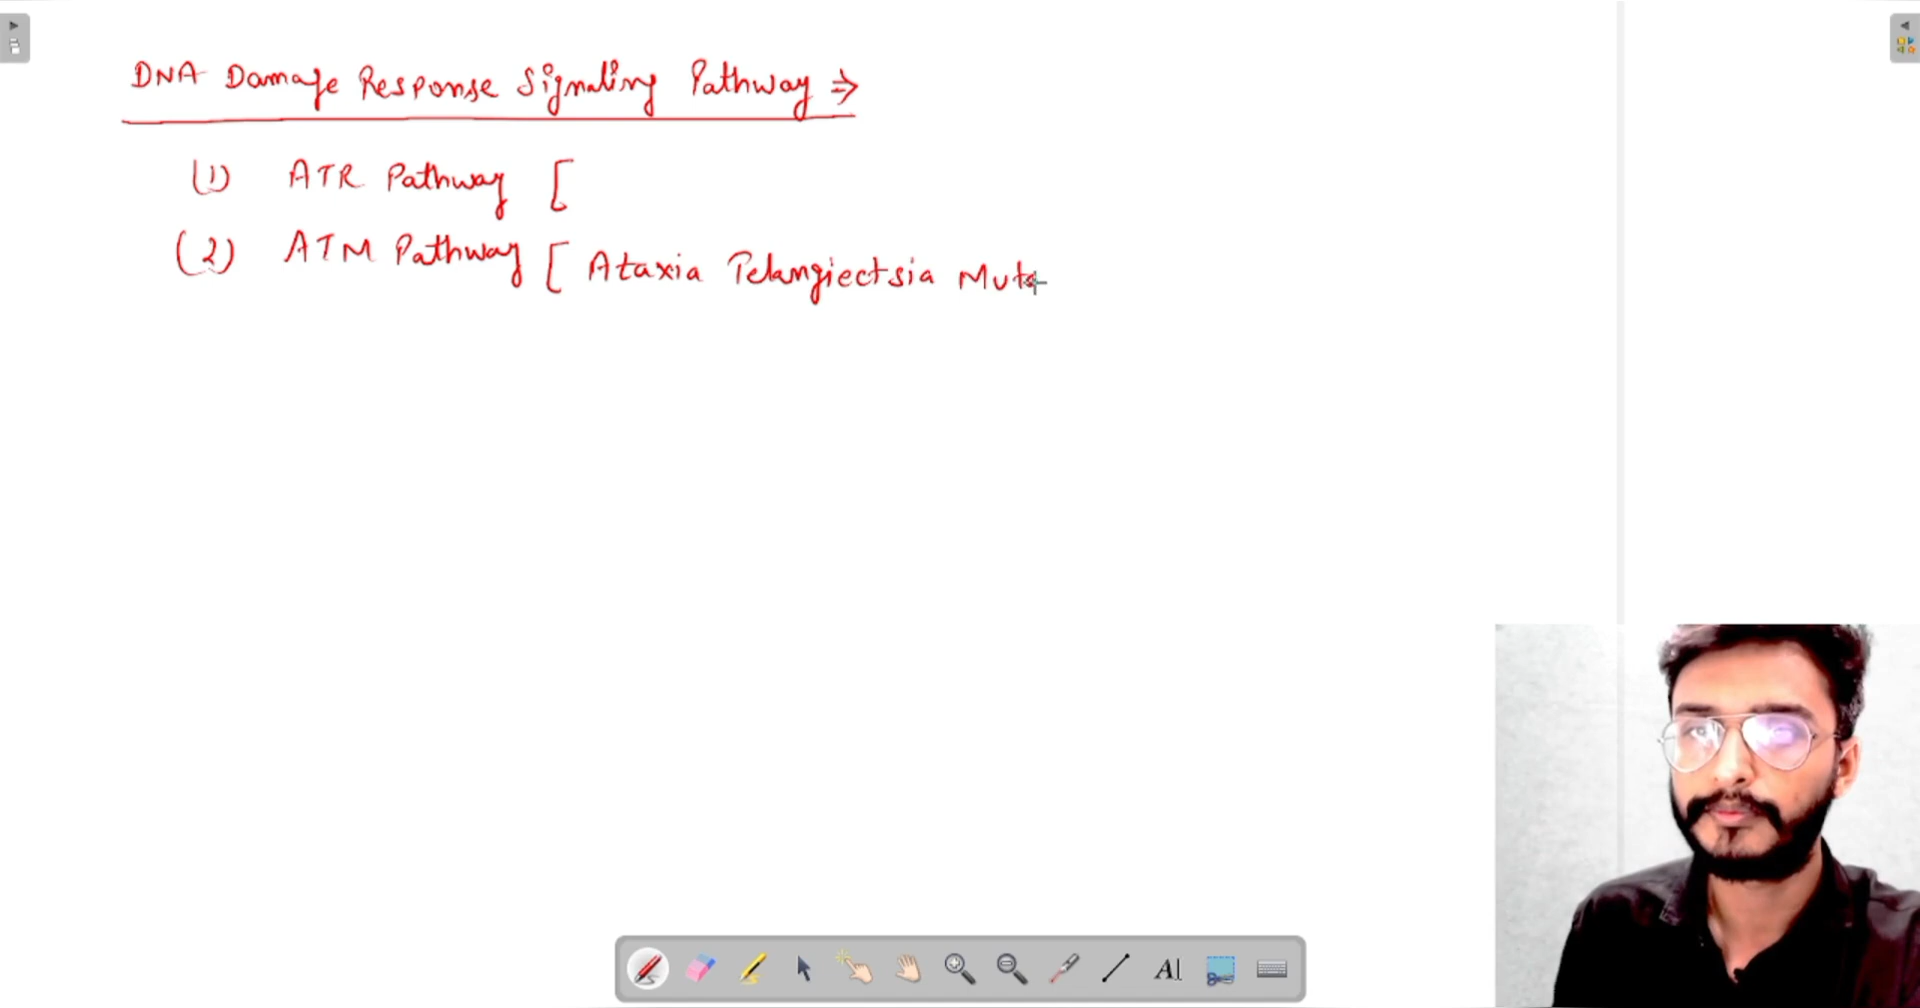 DNA Damage Response Signaling Pathway ⇒
(1) ATR Pathway [
(2) ATM Pathway [ Ataxia Telangiectsia Muta
A